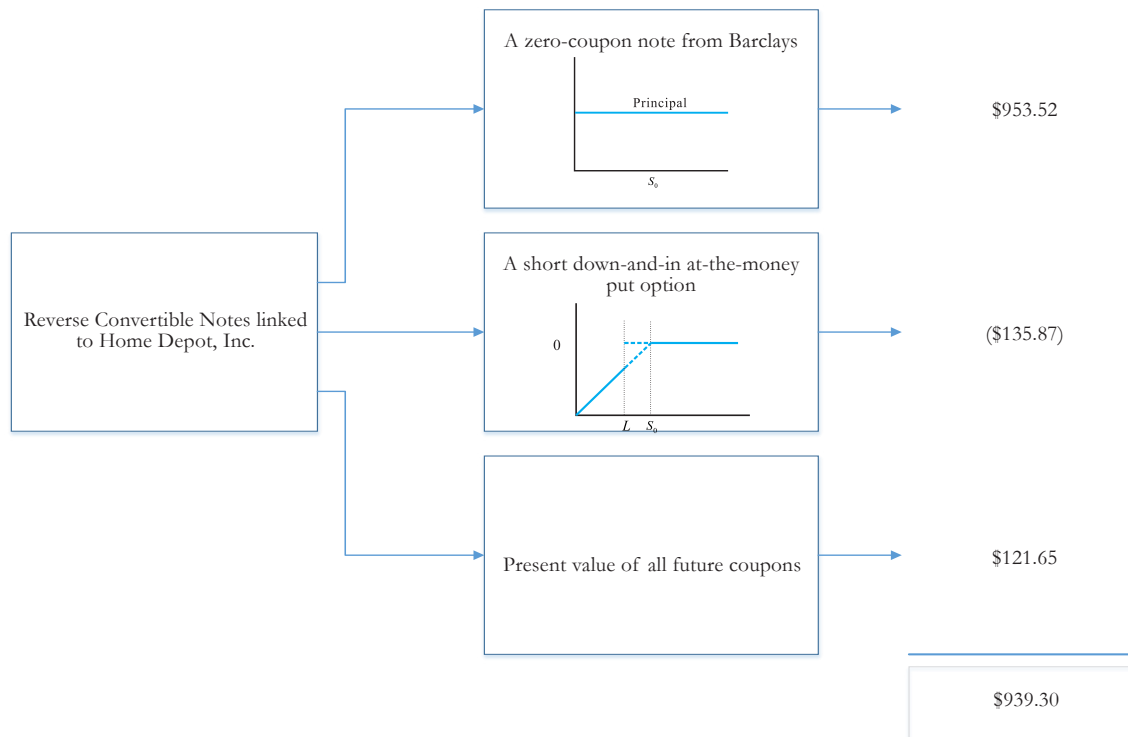 Reverse Convertible Notes linked
to Home Depot, Inc.
A zero-coupon note from Barclays
Principal
S₀
$953.52
A short down-and-in at-the-money
put option
0
L S₀
($135.87)
Present value of all future coupons
$121.65
$939.30